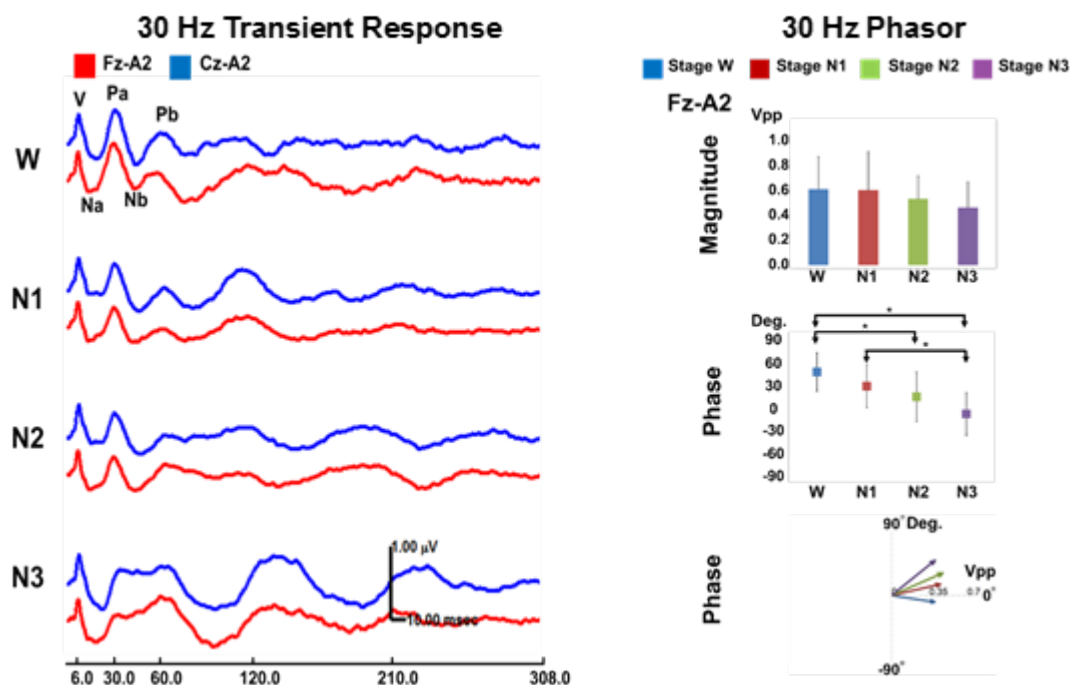 30 Hz Transient Response
Fz-A2 Cz-A2
V Pa Pb
W
Na Nb
N1
N2
N3
1.00 µV
10.00 msec
6.0 30.0 60.0 120.0 210.0 308.0
30 Hz Phasor
Stage W Stage N1 Stage N2 Stage N3
Fz-A2
Vpp
Magnitude
1.0
0.8
0.6
0.4
0.2
0.0
W N1 N2 N3
Deg.
Phase
90
60
30
0
-30
-60
-90
* 
*
*
W N1 N2 N3
90° Deg.
Phase
Vpp
0.35 0.7 0°
-90°